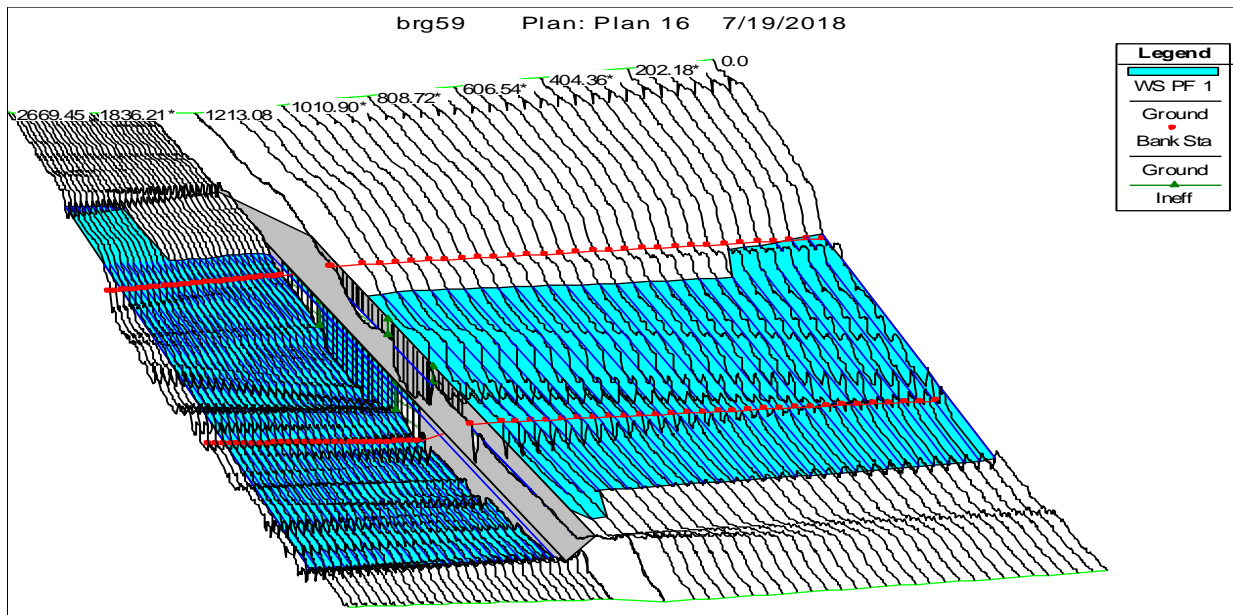 brg59 Plan: Plan 16 7/19/2018
2669.45 1836.21* 1213.08 1010.90* 808.72* 606.54* 404.36* 202.18* 0.0
Legend
WS PF 1
Ground
Bank Sta
Ground
Ineff